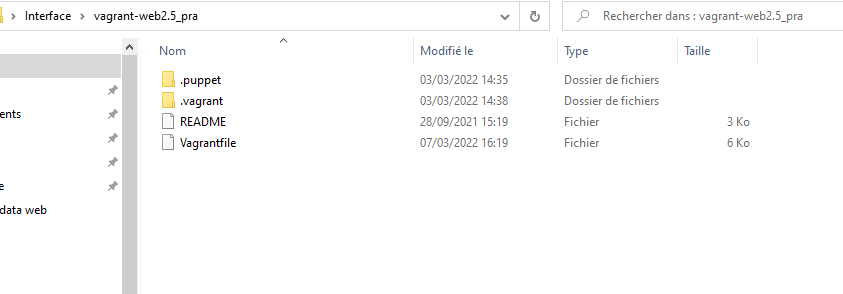 Interface > vagrant-web2.5_pra
Rechercher dans : vagrant-web2.5_pra
Nom Modifié le Type Taille
.puppet 03/03/2022 14:35 Dossier de fichiers
.vagrant 03/03/2022 14:38 Dossier de fichiers
README 28/09/2021 15:19 Fichier 3 Ko
Vagrantfile 07/03/2022 16:19 Fichier 6 Ko
ents
e
data web